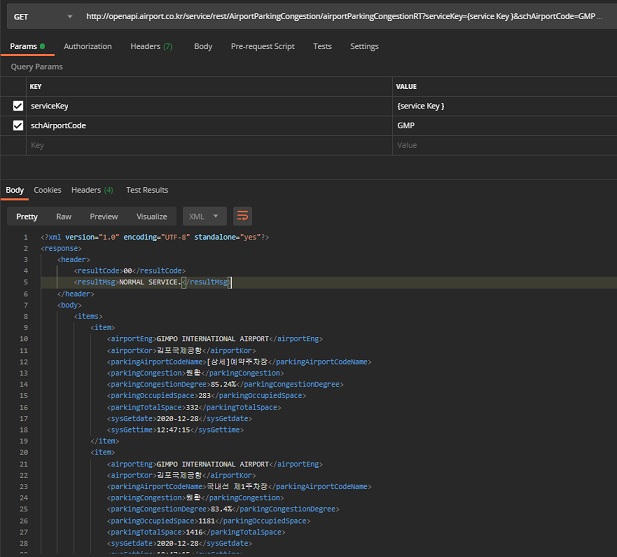 GET http://openapi.airport.co.kr/service/rest/AirportParkingCongestion/airportParkingCongestionRT?serviceKey={service Key }&schAirportCode=GMP...
Params Authorization Headers (7) Body Pre-request Script Tests Settings
Query Params
KEY VALUE
serviceKey {service Key }
schAirportCode GMP
Key Value
Body Cookies Headers (4) Test Results
Pretty Raw Preview Visualize XML
1 <?xml version="1.0" encoding="UTF-8" standalone="yes"?>
2 <response>
3 <header>
4 <resultCode>00</resultCode>
5 <resultMsg>NORMAL SERVICE.</resultMsg>
6 </header>
7 <body>
8 <items>
9 <item>
10 <airportEng>GIMPO INTERNATIONAL AIRPORT</airportEng>
11 <airportKor>김포국제공항</airportKor>
12 <parkingAirportCodeName>[상세]예약주차장</parkingAirportCodeName>
13 <parkingCongestion>원활</parkingCongestion>
14 <parkingCongestionDegree>85.24%</parkingCongestionDegree>
15 <parkingOccupiedSpace>283</parkingOccupiedSpace>
16 <parkingTotalSpace>332</parkingTotalSpace>
17 <sysGetdate>2020-12-28</sysGetdate>
18 <sysGettime>12:47:15</sysGettime>
19 </item>
20 <item>
21 <airportEng>GIMPO INTERNATIONAL AIRPORT</airportEng>
22 <airportKor>김포국제공항</airportKor>
23 <parkingAirportCodeName>국내선 제1주차장</parkingAirportCodeName>
24 <parkingCongestion>원활</parkingCongestion>
25 <parkingCongestionDegree>83.4%</parkingCongestionDegree>
26 <parkingOccupiedSpace>1181</parkingOccupiedSpace>
27 <parkingTotalSpace>1416</parkingTotalSpace>
28 <sysGetdate>2020-12-28</sysGetdate>